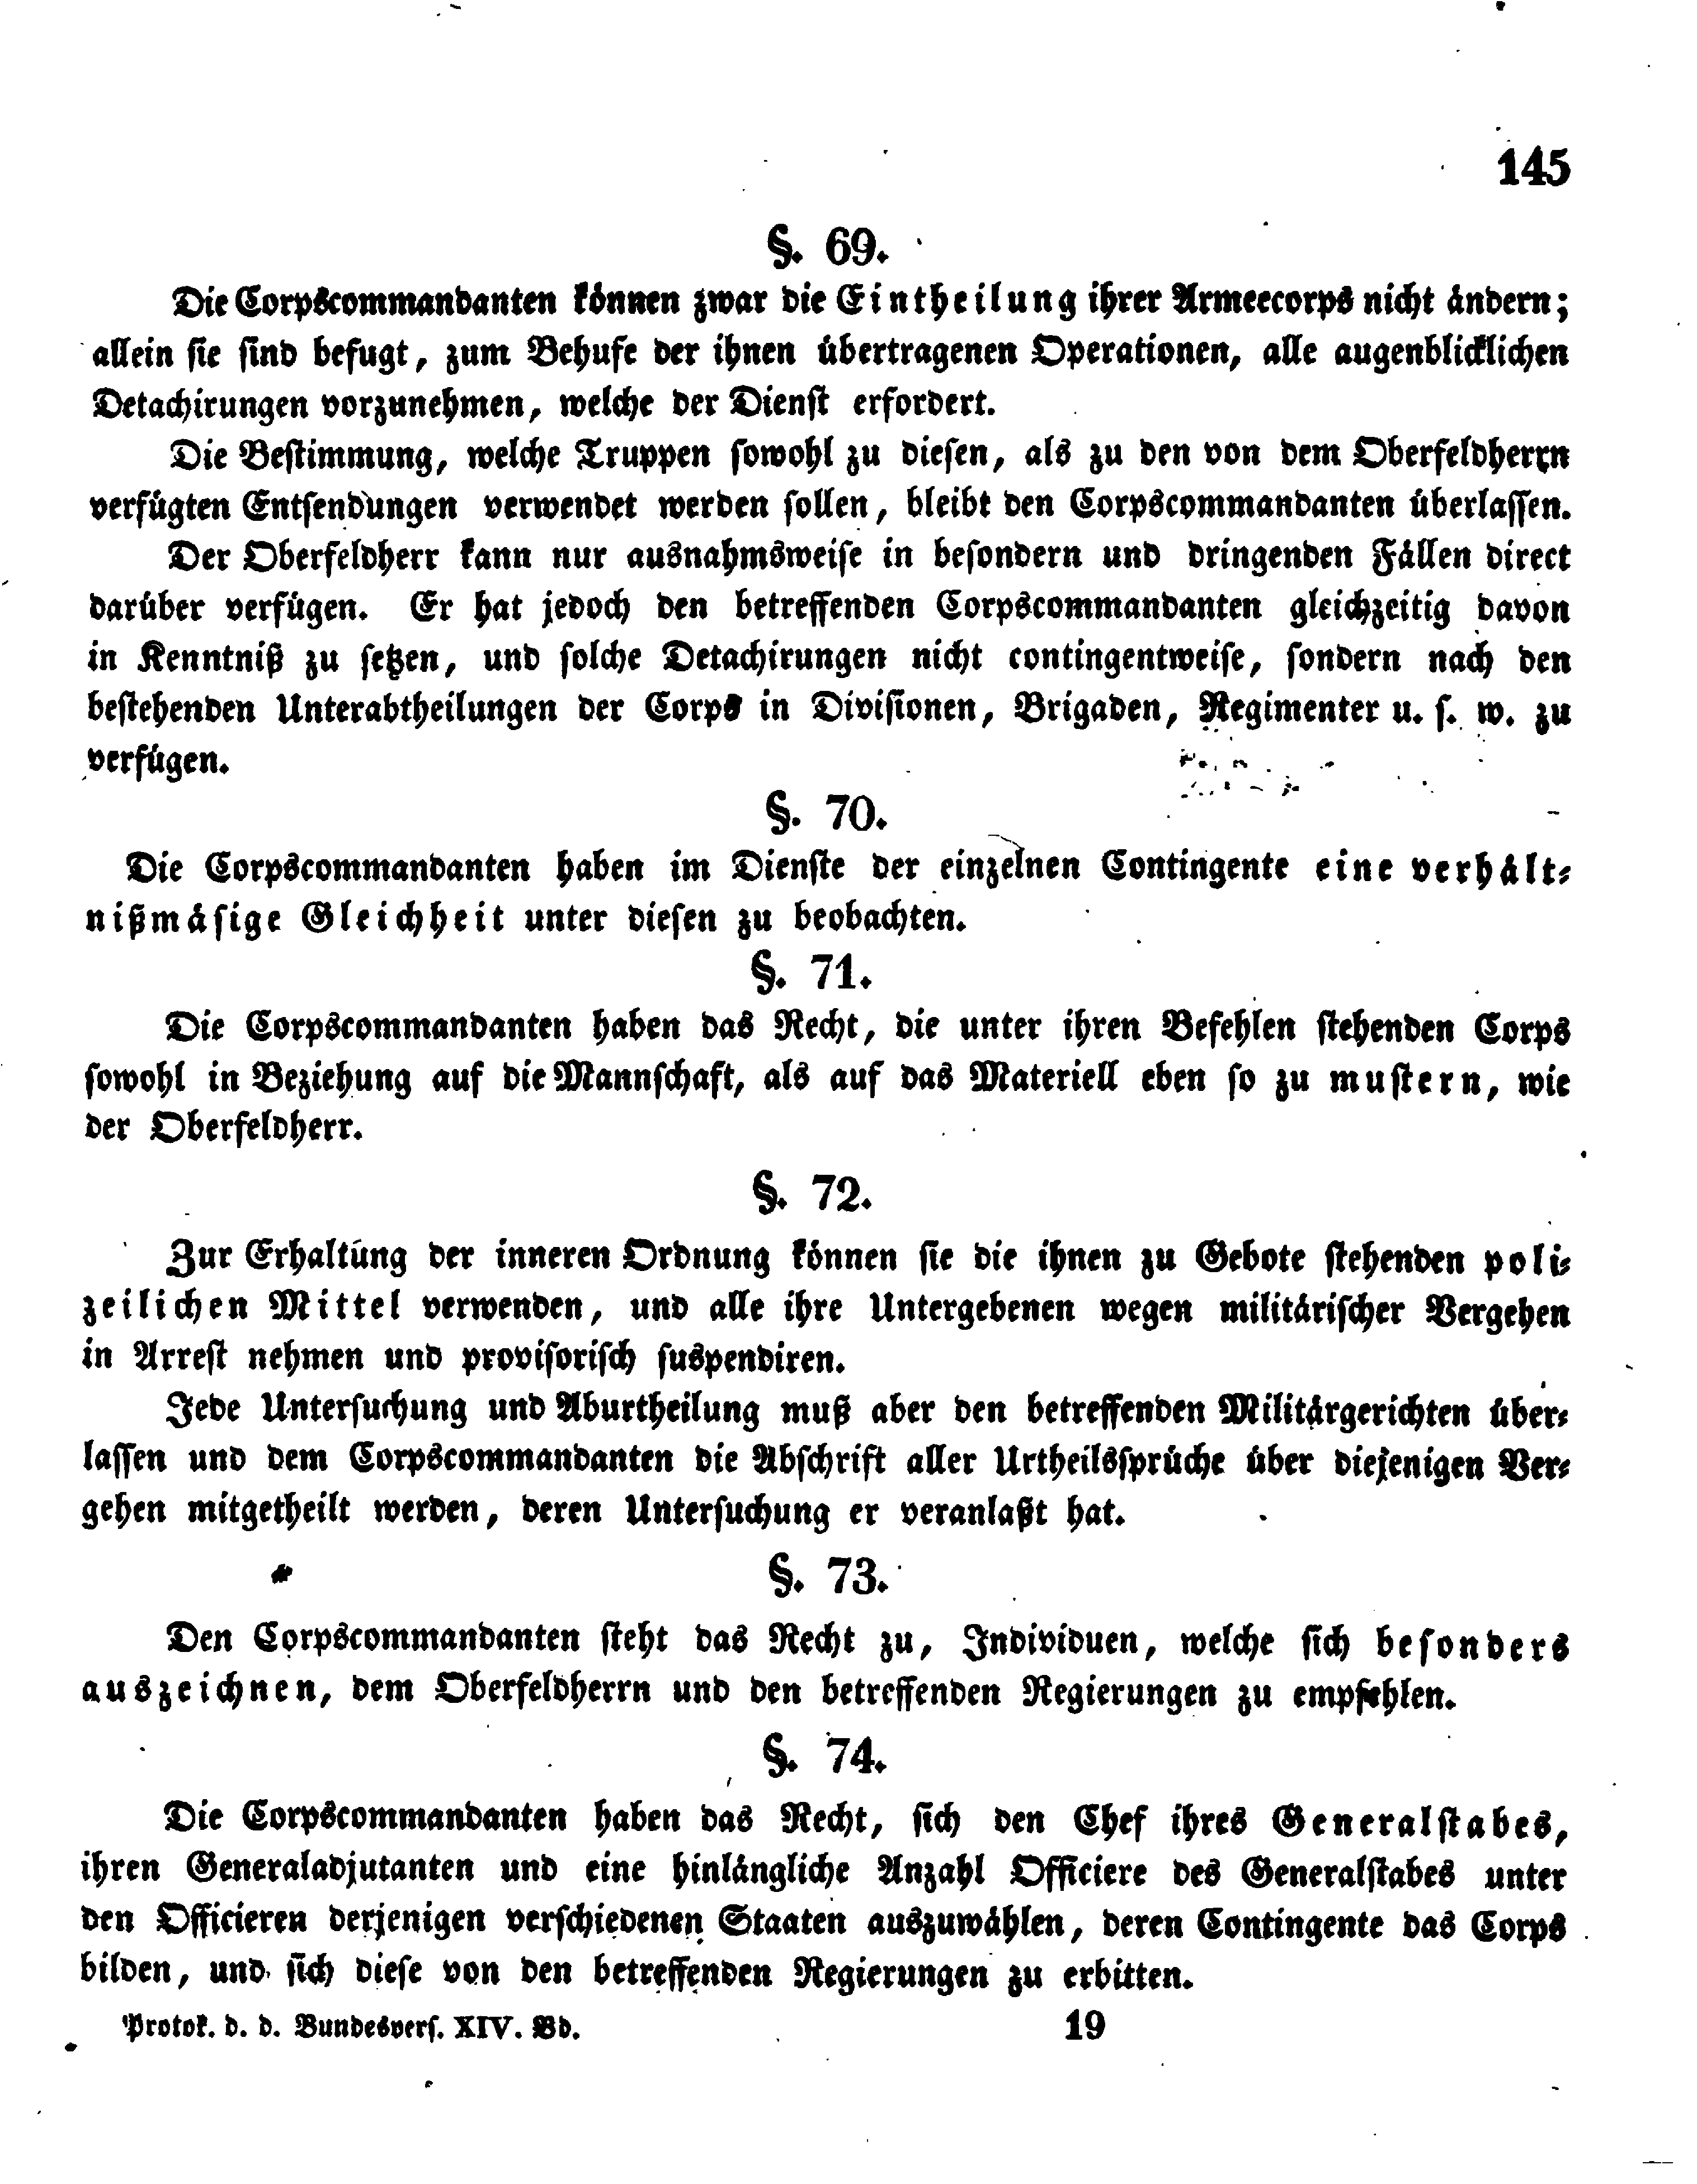 145
§. 69.
Die Corpscommandanten können zwar die Eintheilung ihrer Armeecorps nicht ändern;
allein sie sind befugt, zum Behufe der ihnen übertragenen Operationen, alle augenblicklichen
Detachirungen vorzunehmen, welche der Dienst erfordert.
Die Bestimmung, welche Truppen sowohl zu diesen, als zu den von dem Oberfeldherrn
verfügten Entsendungen verwendet werden sollen, bleibt den Corpscommandanten überlassen.
Der Oberfeldherr kann nur ausnahmsweise in besondern und dringenden Fällen direct
darüber verfügen. Er hat jedoch den betreffenden Corpscommandanten gleichzeitig davon
in Kenntniß zu setzen, und solche Detachirungen nicht contingentweise, sondern nach den
bestehenden Unterabtheilungen der Corps in Divisionen, Brigaden, Regimenter u. s. w. zu
verfügen.
§. 70.
Die Corpscommandanten haben im Dienste der einzelnen Contingente eine verhält-
nißmäsige Gleichheit unter diesen zu beobachten.
§. 71.
Die Corpscommandanten haben das Recht, die unter ihren Befehlen stehenden Corps
sowohl in Beziehung auf die Mannschaft, als auf das Materiell eben so zu mustern, wie
der Oberfeldherr.
§. 72.
Zur Erhaltung der inneren Ordnung können sie die ihnen zu Gebote stehenden poli-
zeilichen Mittel verwenden, und alle ihre Untergebenen wegen militärischer Vergehen
in Arrest nehmen und provisorisch suspendiren.
Jede Untersuchung und Aburtheilung muß aber den betreffenden Militärgerichten über-
lassen und dem Corpscommandanten die Abschrift aller Urtheilssprüche über diejenigen Ver-
gehen mitgetheilt werden, deren Untersuchung er veranlaßt hat.
§. 73.
Den Corpscommandanten steht das Recht zu, Individuen, welche sich besonders
auszeichnen, dem Oberfeldherrn und den betreffenden Regierungen zu empfehlen.
§. 74.
Die Corpscommandanten haben das Recht, sich den Chef ihres Generalstabes,
ihren Generaladjutanten und eine hinlängliche Anzahl Officiere des Generalstabes unter
den Officieren derjenigen verschiedenen Staaten auszuwählen, deren Contingente das Corps
bilden, und sich diese von den betreffenden Regierungen zu erbitten.
Protok. d. d. Bundesvers. XIV. Bd. 19